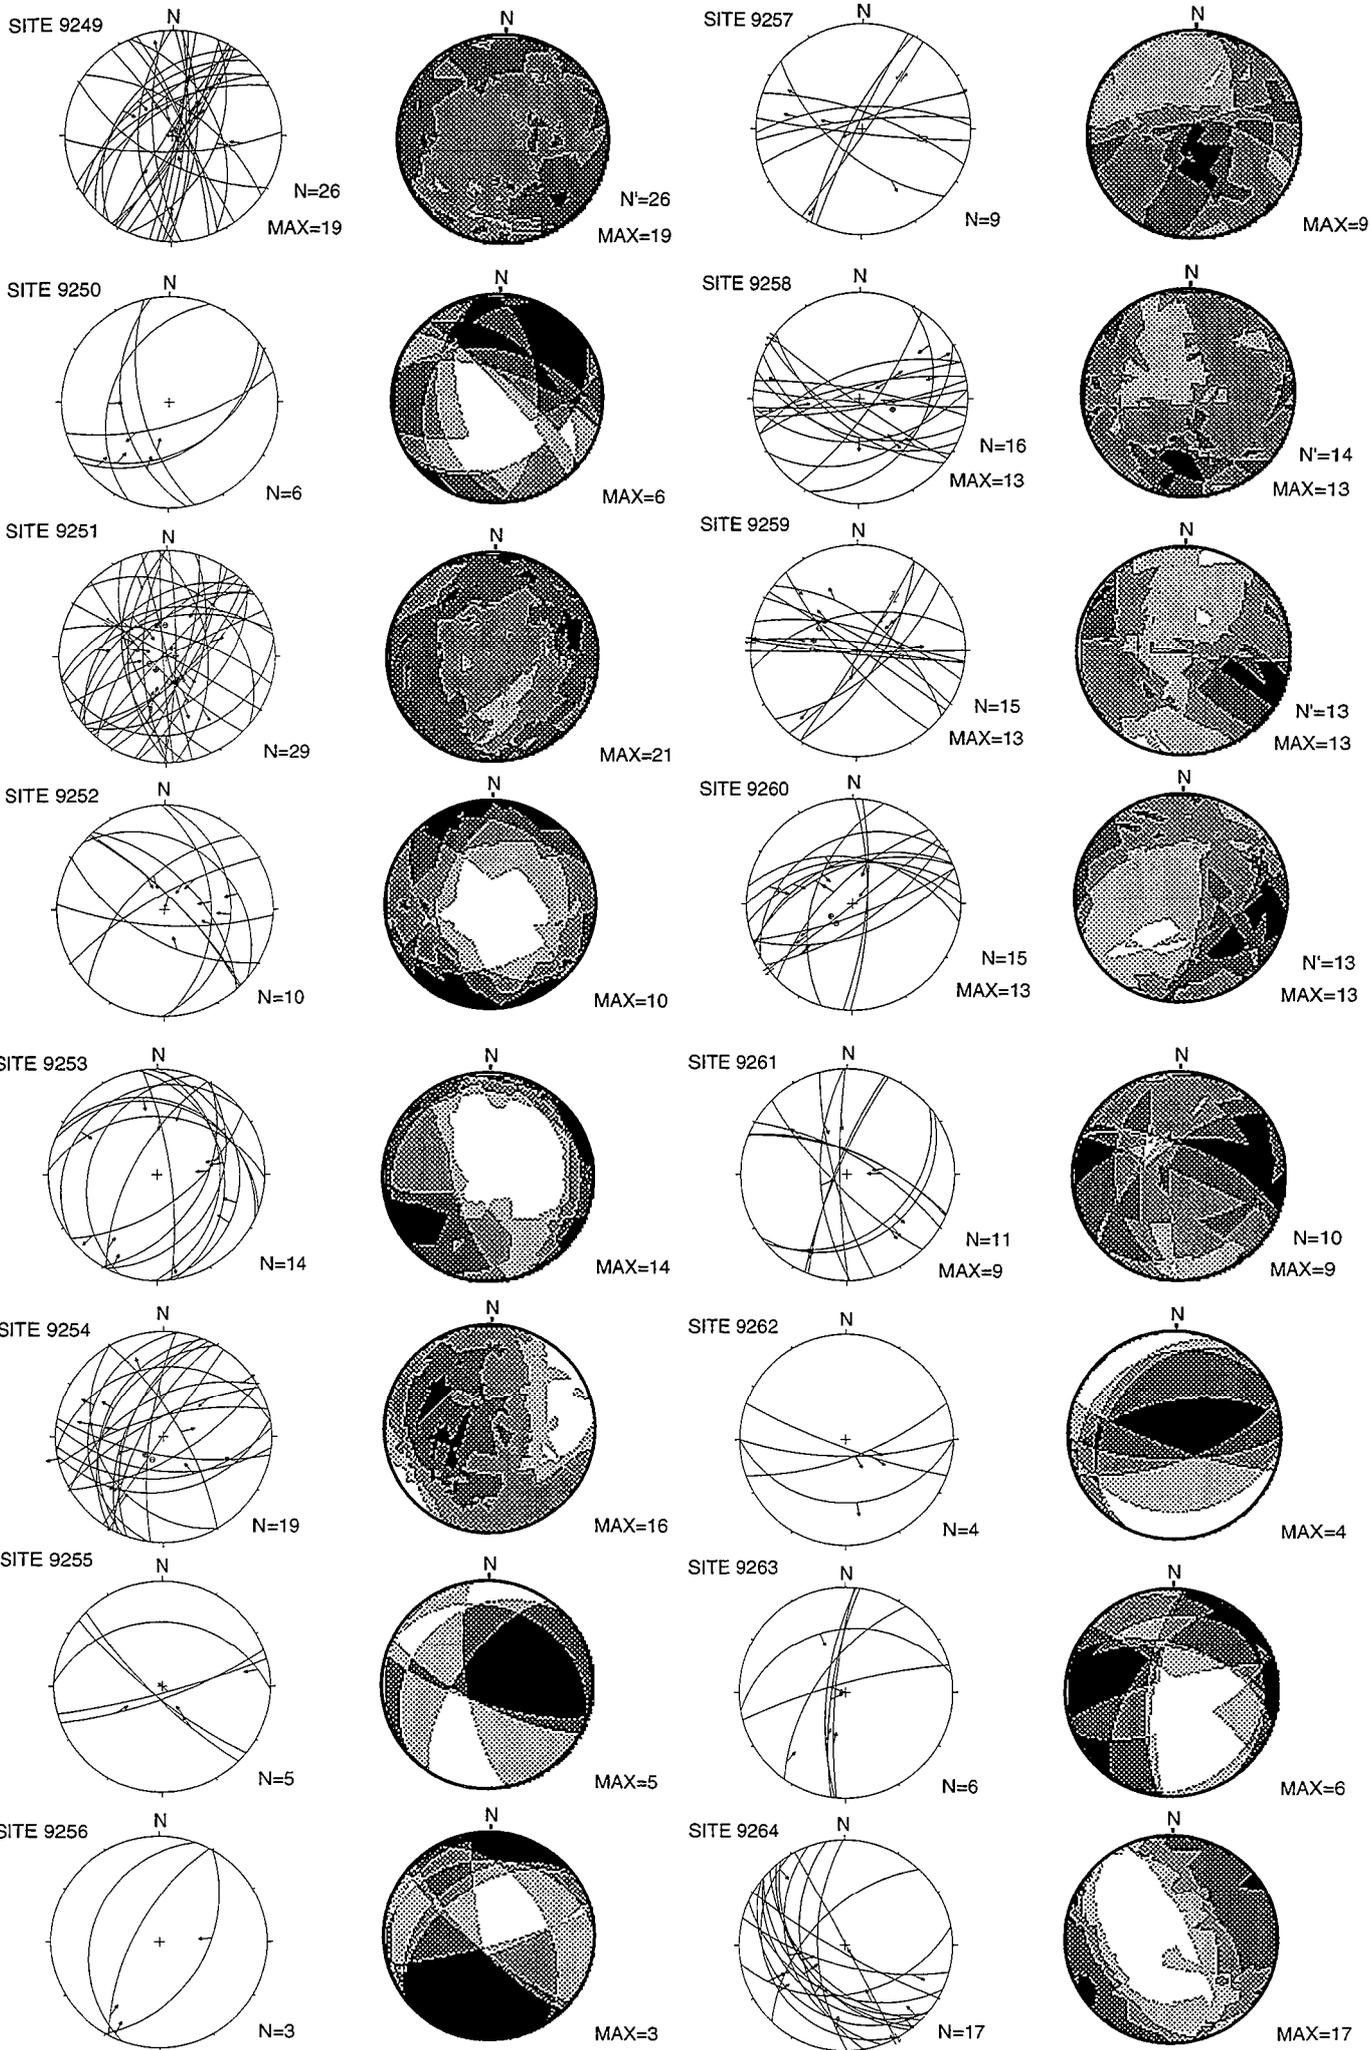 SITE 9249
N
N
N=26
MAX=19
N'=26
MAX=19
SITE 9250
N
N
N=6
MAX=6
SITE 9251
N
N
N=29
MAX=21
SITE 9252
N
N
N=10
MAX=10
SITE 9253
N
N
N=14
MAX=14
SITE 9254
N
N
N=19
MAX=16
SITE 9255
N
N
N=5
MAX=5
SITE 9256
N
N
N=3
MAX=3
SITE 9257
N
N
N=9
MAX=9
SITE 9258
N
N
N=16
MAX=13
N'=14
MAX=13
SITE 9259
N
N
N=15
MAX=13
N'=13
MAX=13
SITE 9260
N
N
N=15
MAX=13
N'=13
MAX=13
SITE 9261
N
N
N=11
MAX=9
N=10
MAX=9
SITE 9262
N
N
N=4
MAX=4
SITE 9263
N
N
N=6
MAX=6
SITE 9264
N
N
N=17
MAX=17